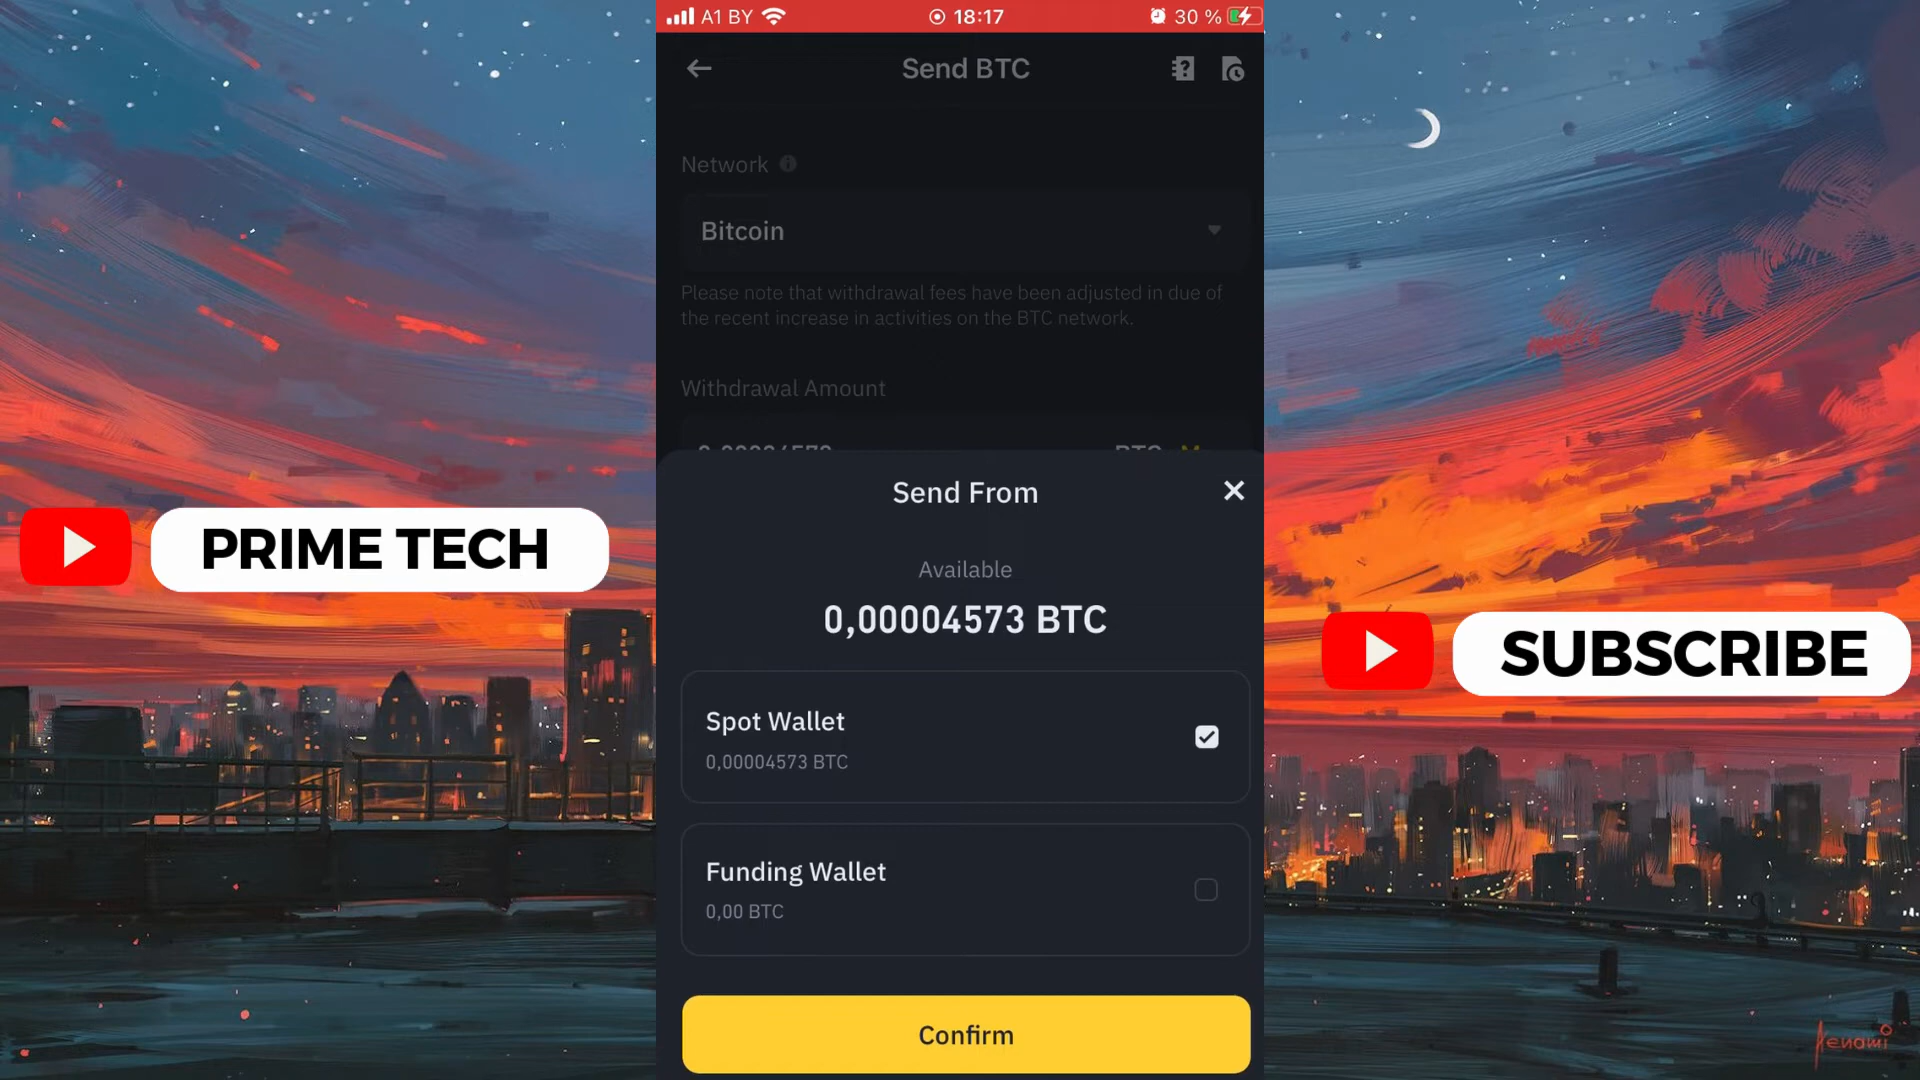 A1 BY 18:17 30 %
Send BTC
Network
Bitcoin
Please note that withdrawal fees have been adjusted in due of
the recent increase in activities on the BTC network.
Withdrawal Amount
BTC
Send From
Available
0,00004573 BTC
Spot Wallet
0,00004573 BTC
Funding Wallet
0,00 BTC
Confirm
PRIME TECH
SUBSCRIBE